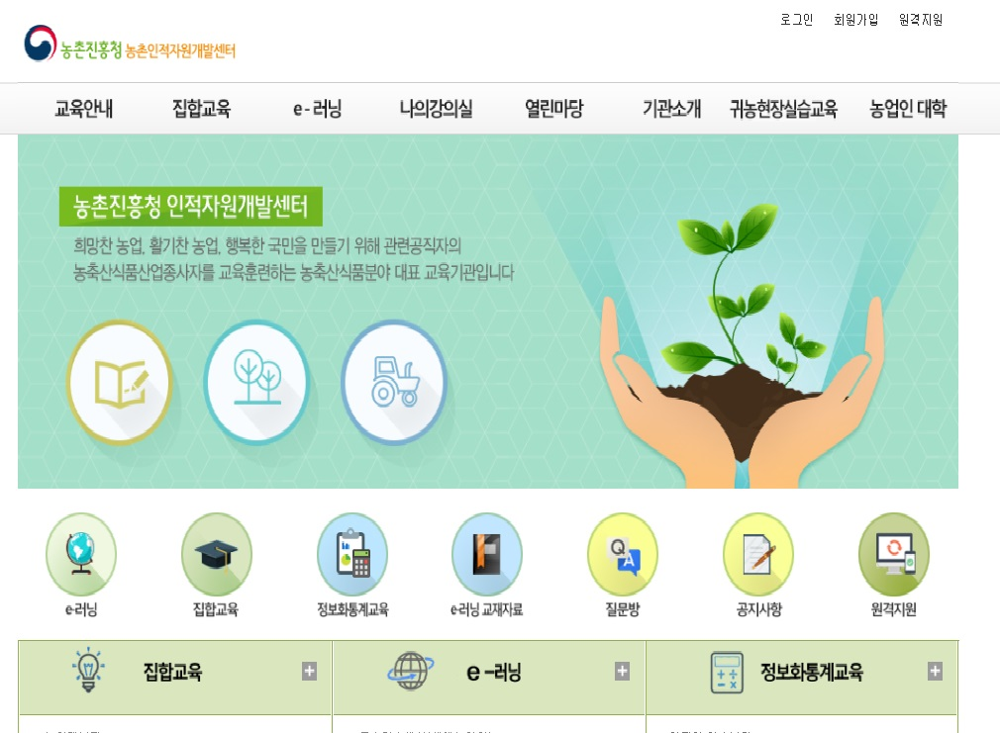 로그인 회원가입 원격지원
농촌진흥청 농촌인적자원개발센터
교육안내 집합교육 e - 러닝 나의강의실 열린마당 기관소개 귀농현장실습교육 농업인 대학
농촌진흥청 인적자원개발센터
희망찬 농업, 활기찬 농업, 행복한 국민을 만들기 위해 관련공직자의
농축산식품산업종사자를 교육훈련하는 농축산식품분야 대표 교육기관입니다
Q
A
e-러닝 집합교육 정보화통계교육 e-러닝 교재자료 질문방 공지사항 원격지원
집합교육 e -러닝 정보화통계교육